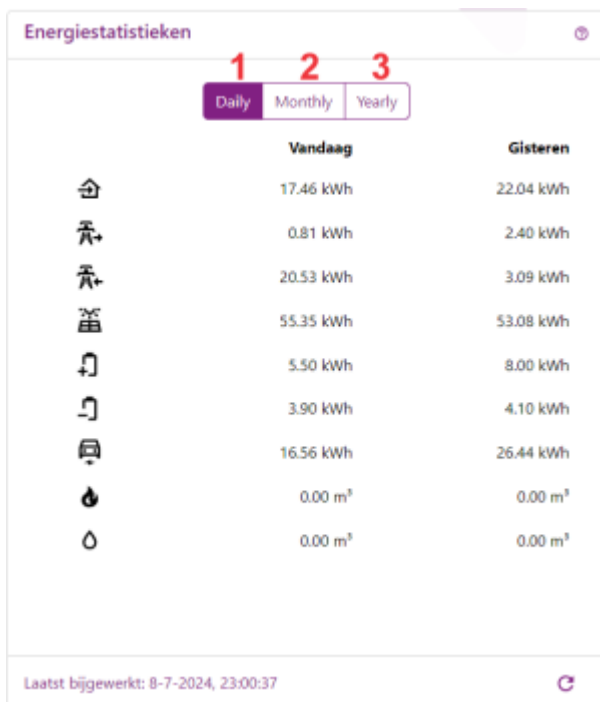 Energiestatistieken
1 2 3
Daily Monthly Yearly
Vandaag Gisteren
17.46 kWh 22.04 kWh
0.81 kWh 2.40 kWh
20.53 kWh 3.09 kWh
55.35 kWh 53.08 kWh
5.50 kWh 8.00 kWh
3.90 kWh 4.10 kWh
16.56 kWh 26.44 kWh
0.00 m³ 0.00 m³
0.00 m³ 0.00 m³
Laatst bijgewerkt: 8-7-2024, 23:00:37